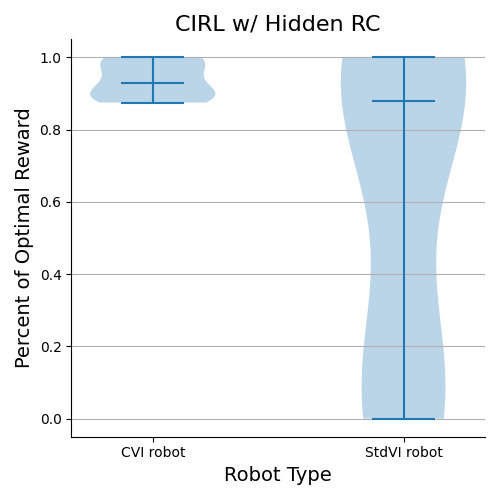 CIRL w/ Hidden RC
Percent of Optimal Reward
1.0
0.8
0.6
0.4
0.2
0.0
CVI robot
StdVI robot
Robot Type